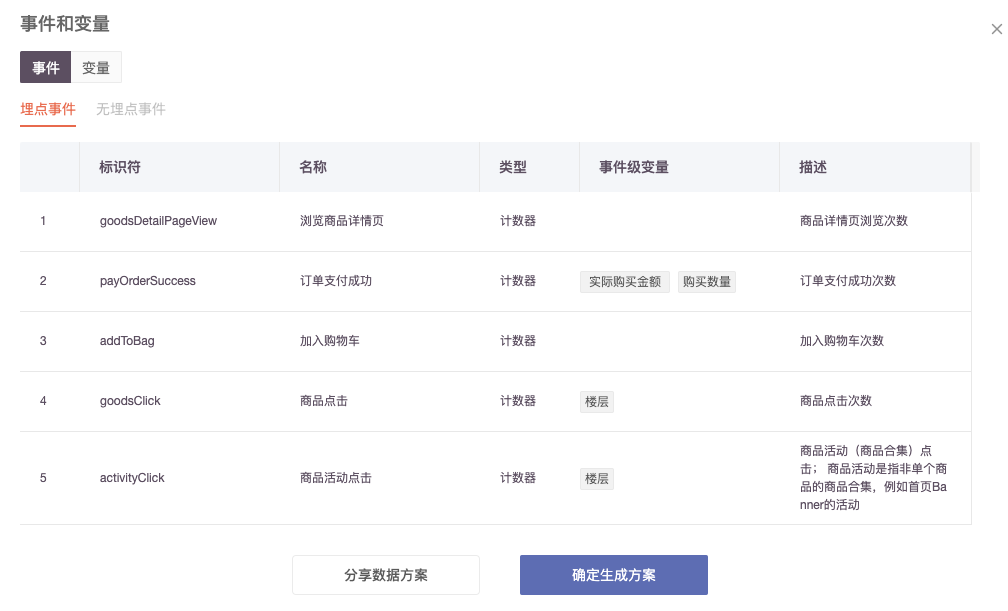 事件和变量
事件 变量
埋点事件 无埋点事件
标识符 名称 类型 事件级变量 描述
1 goodsDetailPageView 浏览商品详情页 计数器 商品详情页浏览次数
2 payOrderSuccess 订单支付成功 计数器 实际购买金额 购买数量 订单支付成功次数
3 addToBag 加入购物车 计数器 加入购物车次数
4 goodsClick 商品点击 计数器 楼层 商品点击次数
5 activityClick 商品活动点击 计数器 楼层 商品活动（商品合集）点
击； 商品活动是指非单个商
品的商品合集，例如首页Ba
nner的活动
分享数据方案 确定生成方案